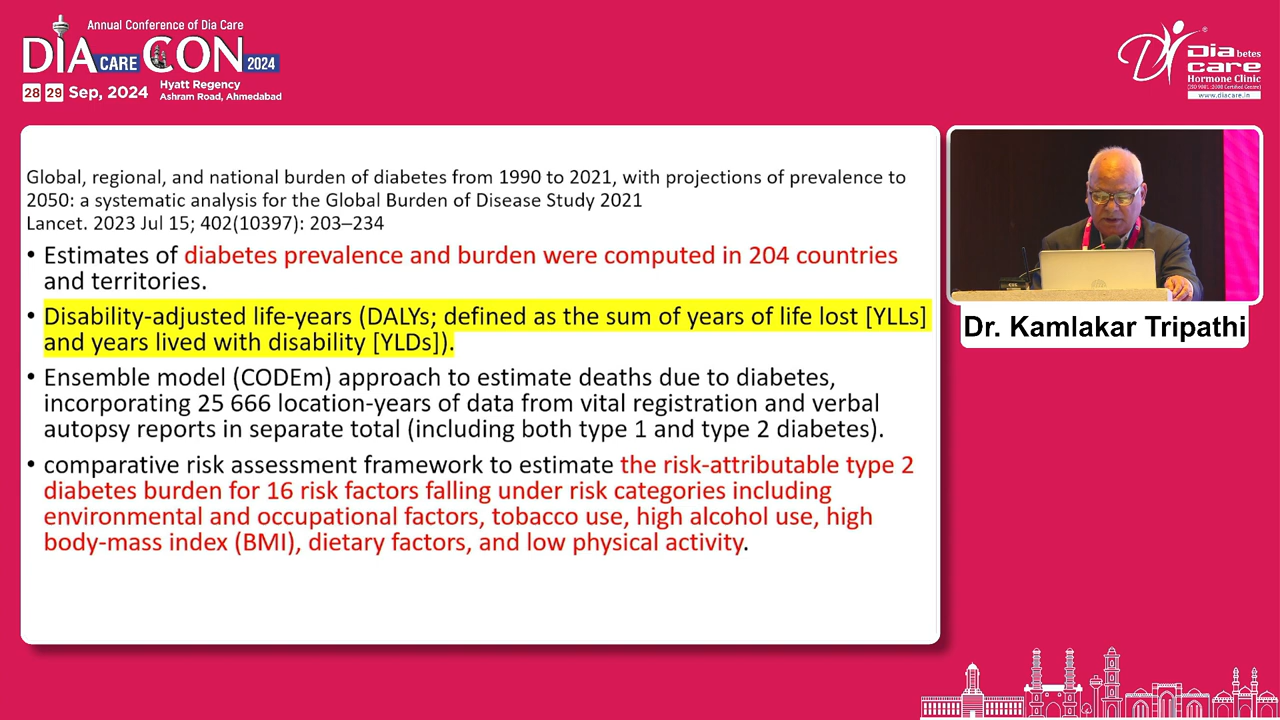 Annual Conference of Dia Care
DIA CARE CON 2024
28 29 Sep, 2024
Hyatt Regency
Ashram Road, Ahmedabad
Diabetes
care
Hormone Clinic
(ISO 9001:2008 Certified Centre)
www.diacare.in
Global, regional, and national burden of diabetes from 1990 to 2021, with projections of prevalence to
2050: a systematic analysis for the Global Burden of Disease Study 2021
Lancet. 2023 Jul 15; 402(10397): 203–234
• Estimates of diabetes prevalence and burden were computed in 204 countries
and territories.
• Disability-adjusted life-years (DALYs; defined as the sum of years of life lost [YLLs]
and years lived with disability [YLDs]).
• Ensemble model (CODEm) approach to estimate deaths due to diabetes,
incorporating 25 666 location-years of data from vital registration and verbal
autopsy reports in separate total (including both type 1 and type 2 diabetes).
• comparative risk assessment framework to estimate the risk-attributable type 2
diabetes burden for 16 risk factors falling under risk categories including
environmental and occupational factors, tobacco use, high alcohol use, high
body-mass index (BMI), dietary factors, and low physical activity.
Dr. Kamlakar Tripathi